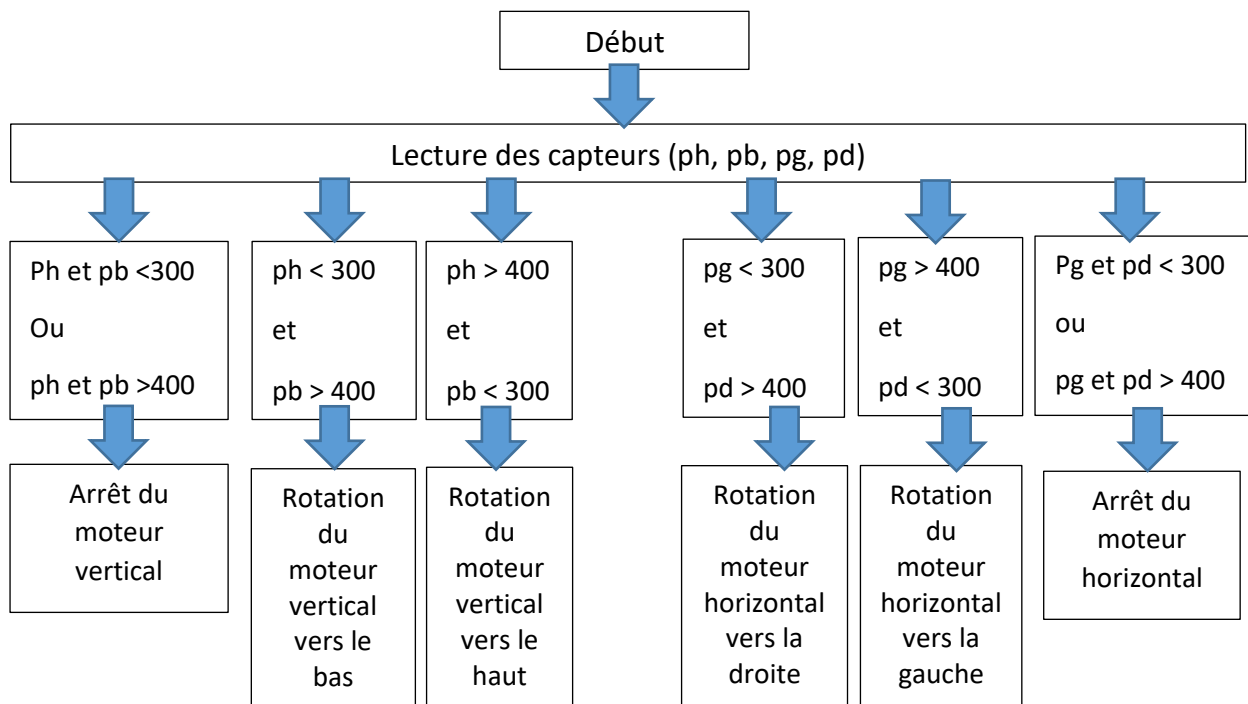 Début
Lecture des capteurs (ph, pb, pg, pd)
Ph et pb <300
Ou
ph et pb >400
ph < 300
et
pb > 400
ph > 400
et
pb < 300
pg < 300
et
pd > 400
pg > 400
et
pd < 300
Pg et pd < 300
ou
pg et pd > 400
Arrêt du
moteur
vertical
Rotation
du
moteur
vertical
vers le
bas
Rotation
du
moteur
vertical
vers le
haut
Rotation
du
moteur
horizontal
vers la
droite
Rotation
du
moteur
horizontal
vers la
gauche
Arrêt du
moteur
horizontal